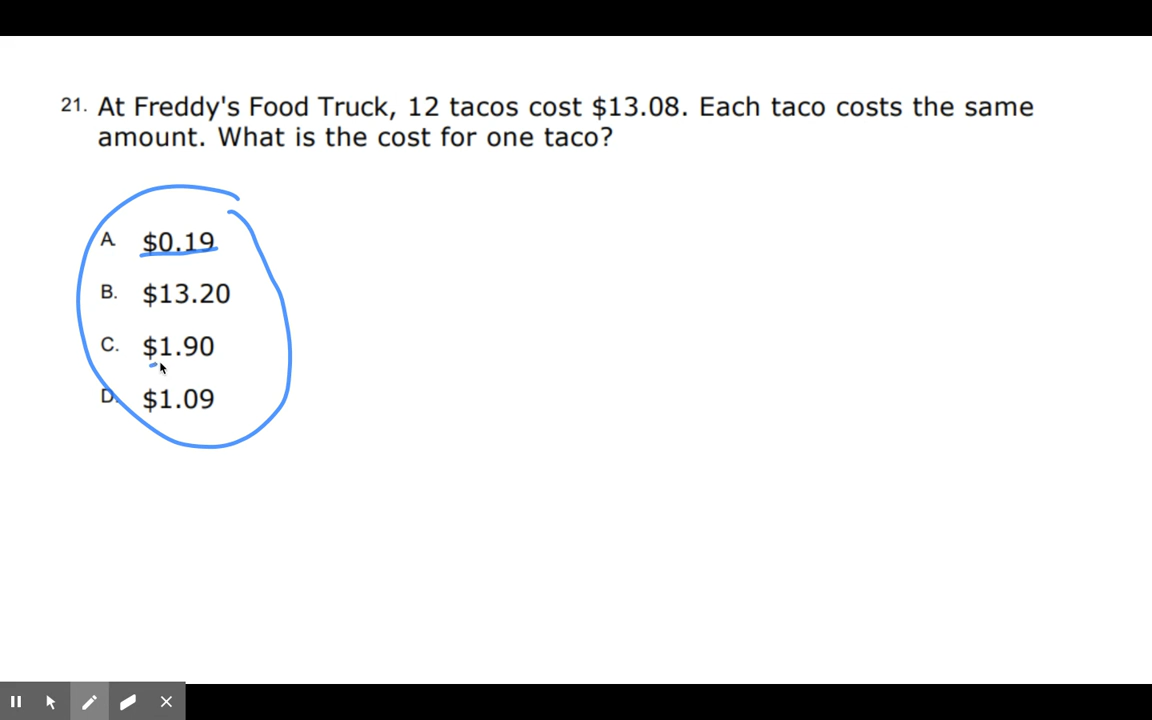 21. At Freddy's Food Truck, 12 tacos cost $13.08. Each taco costs the same
amount. What is the cost for one taco?
A. $0.19
B. $13.20
C. $1.90
D. $1.09